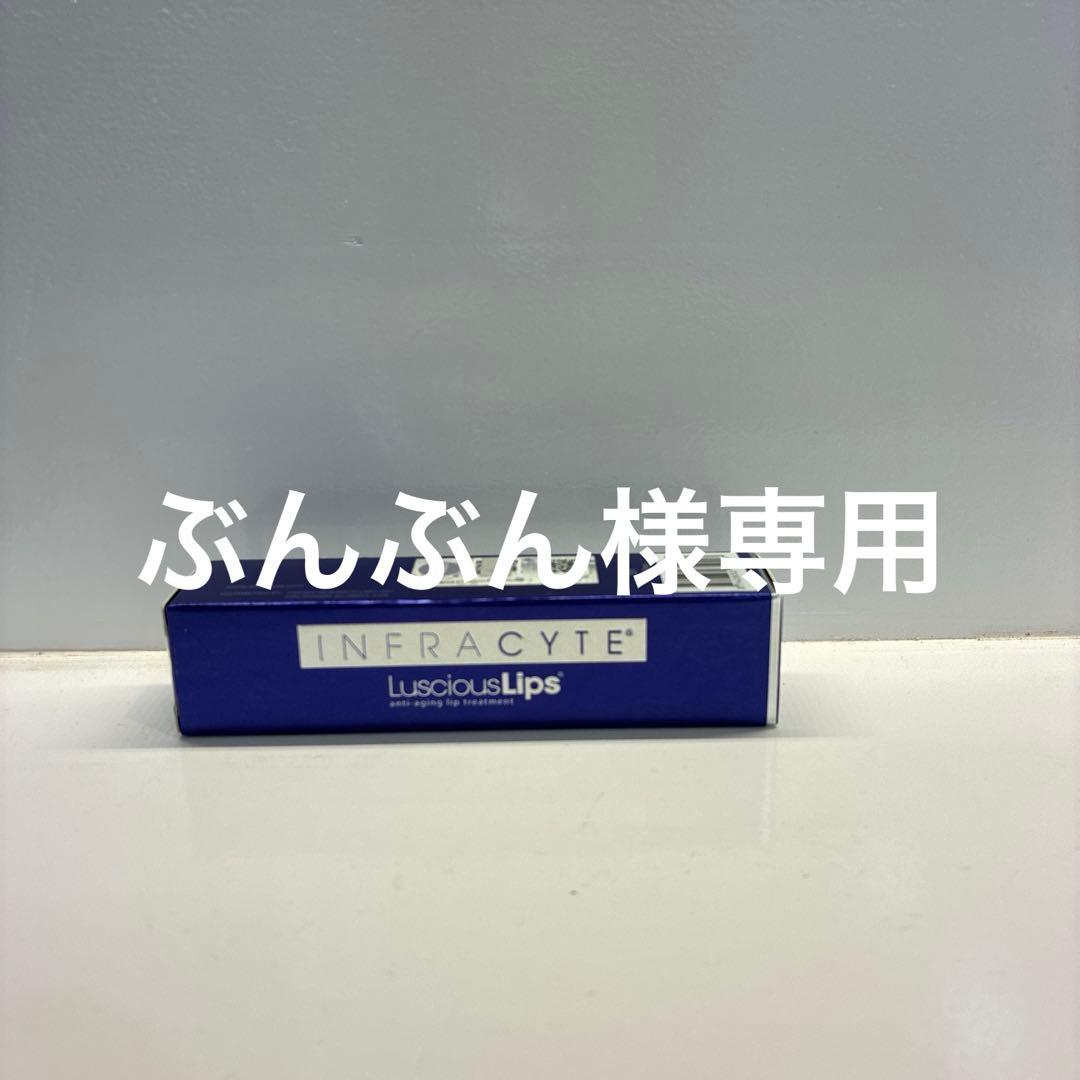 ぶんぶん様専用
INFRACYTE®
LusciousLips®
anti-aging lip treatment